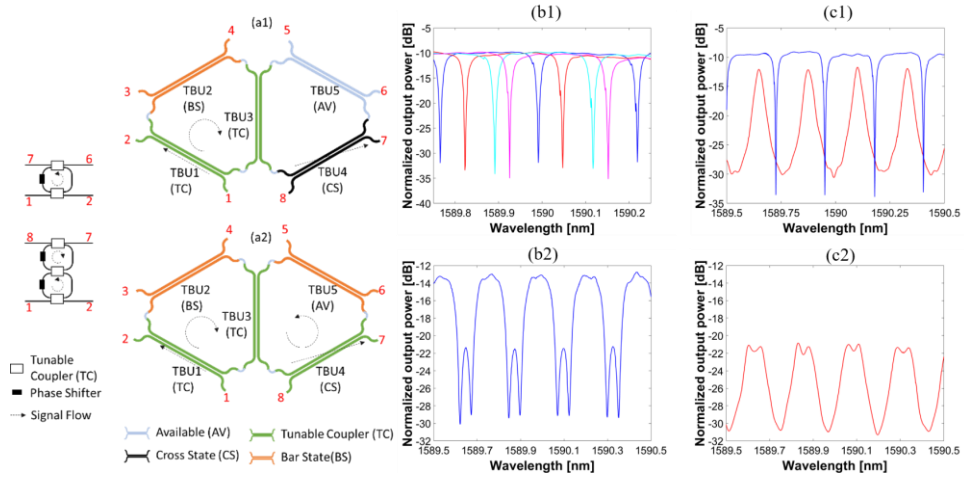 (a1)
4
5
3
TBU2
(BS)
TBU3
(TC)
TBU5
(AV)
6
2
TBU1
(TC)
TBU4
(CS)
7
1
8
7
6
1
2
8
7
1
2
(a2)
4
5
3
TBU2
(BS)
TBU3
(TC)
TBU5
(AV)
6
2
TBU1
(TC)
TBU4
(CS)
7
1
8
Tunable
Coupler (TC)
Phase Shifter
Signal Flow
Available (AV)
Tunable Coupler (TC)
Cross State (CS)
Bar State(BS)
(b1)
Normalized output power [dB]
-5
-10
-15
-20
-25
-30
-35
-40
1589.8 1589.9 1590 1590.1 1590.2
Wavelength [nm]
(c1)
Normalized output power [dB]
-5
-10
-15
-20
-25
-30
-35
1589.5 1589.75 1590 1590.25 1590.5
Wavelength [nm]
(b2)
Normalized output power [dB]
-12
-14
-16
-18
-20
-22
-24
-26
-28
-30
-32
1589.5 1589.7 1589.9 1590.1 1590.3 1590.5
Wavelength [nm]
(c2)
Normalized output power [dB]
-12
-14
-16
-18
-20
-22
-24
-26
-28
-30
-32
1589.5 1589.7 1589.9 1590.1 1590.3 1590.5
Wavelength [nm]